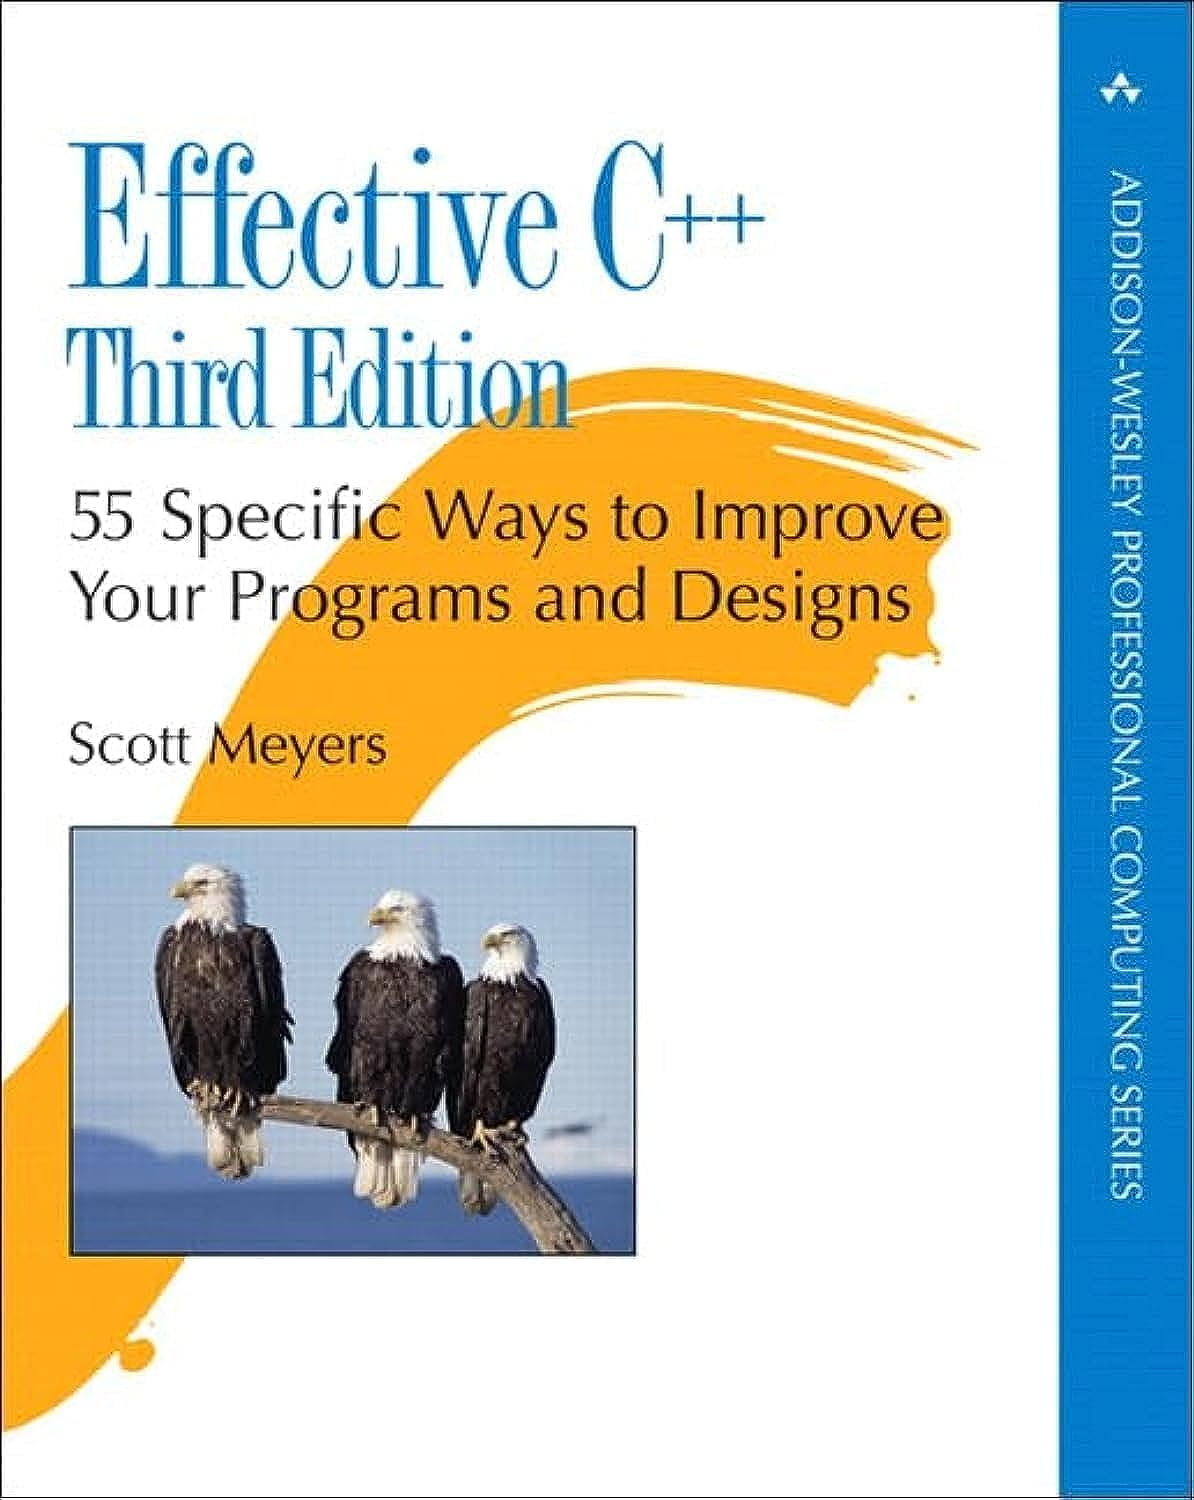 Effective C++
Third Edition
55 Specific Ways to Improve
Your Programs and Designs
Scott Meyers
ADDISON-WESLEY PROFESSIONAL COMPUTING SERIES